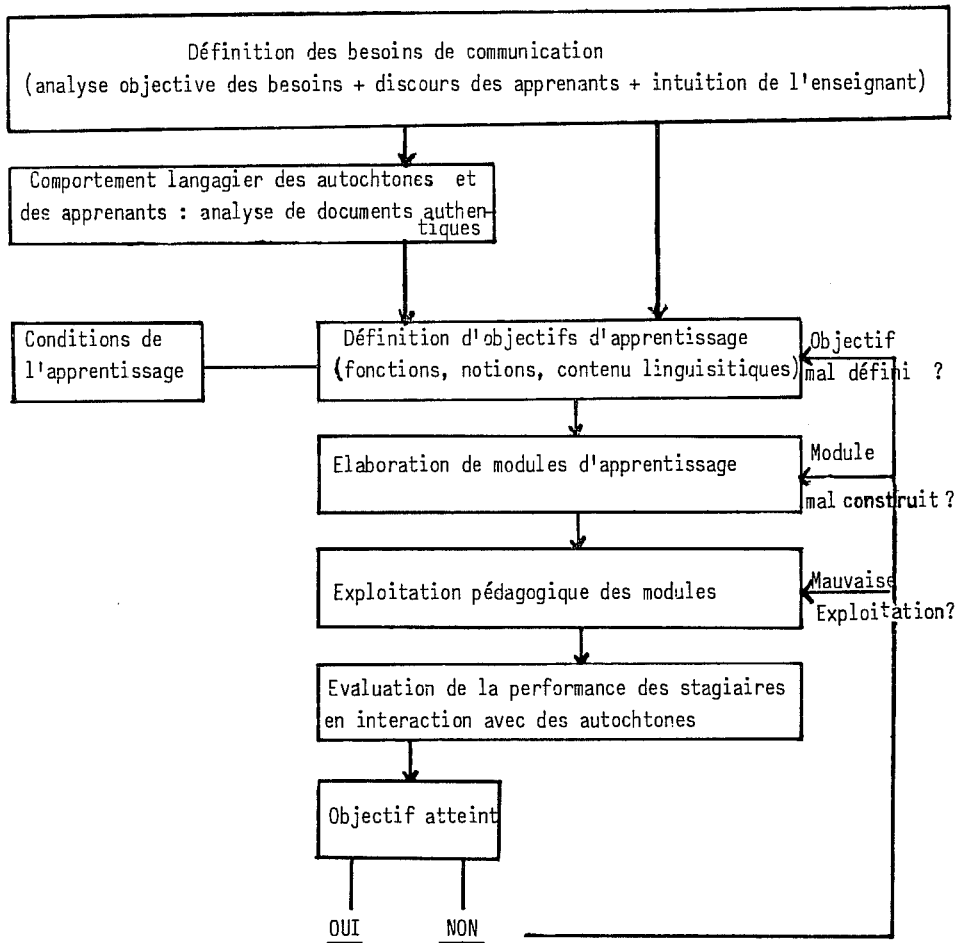 Définition des besoins de communication
(analyse objective des besoins + discours des apprenants + intuition de l'enseignant)
Comportement langagier des autochtones et
des apprenants : analyse de documents authen-
tiques
Conditions de
l'apprentissage
Définition d'objectifs d'apprentissage
(fonctions, notions, contenu linguisitiques)
Objectif
mal défini ?
Elaboration de modules d'apprentissage
Module
mal construit ?
Exploitation pédagogique des modules
Mauvaise
Exploitation?
Evaluation de la performance des stagiaires
en interaction avec des autochtones
Objectif atteint
OUI NON